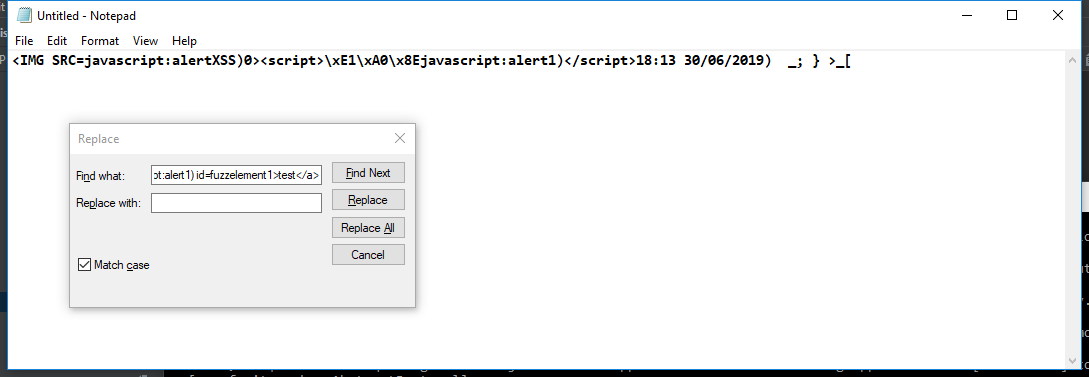 Untitled - Notepad
File Edit Format View Help
<IMG SRC=javascript:alertXSS)0><script>\xE1\xA0\x8Ejavascript:alert1)</script>18:13 30/06/2019)  _; } >_[
Replace
Find what: pt:alert1) id=fuzzelement1>test</a> Find Next
Replace with: Replace
Replace All
Cancel
Match case